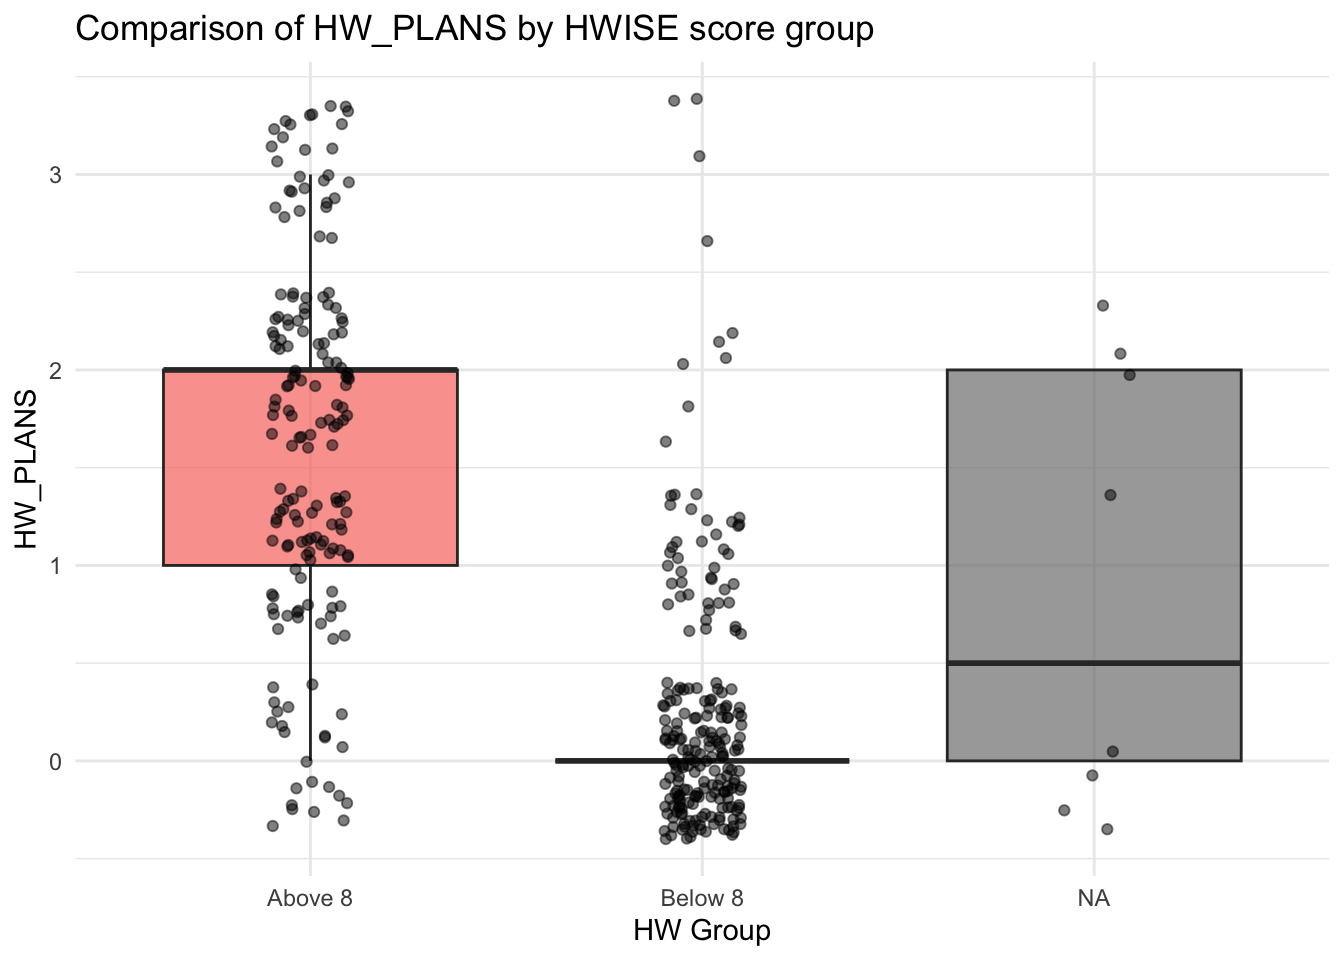 Comparison of HW_PLANS by HWISE score group
3
2
1
0
HW_PLANS
Above 8
Below 8
NA
HW Group